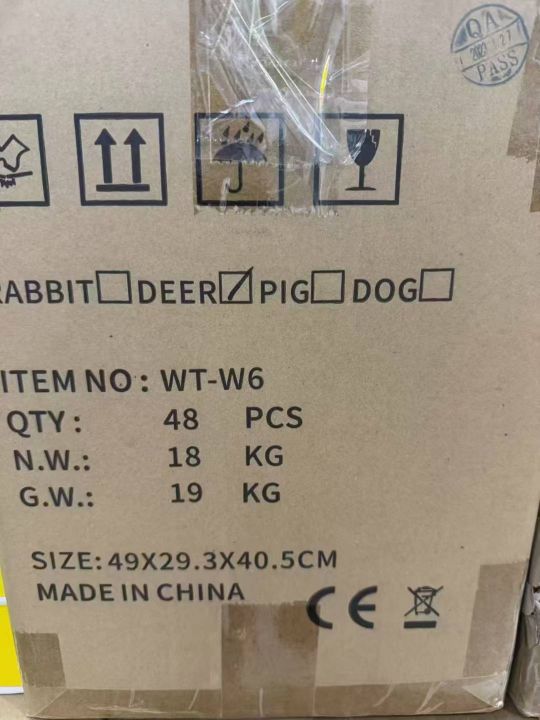 QA
PASS
RABBIT☐DEER☑PIG☐DOG☐
ITEM NO: WT-W6
QTY: 48 PCS
N.W.: 18 KG
G.W.: 19 KG
SIZE: 49X29.3X40.5CM
MADE IN CHINA
CE